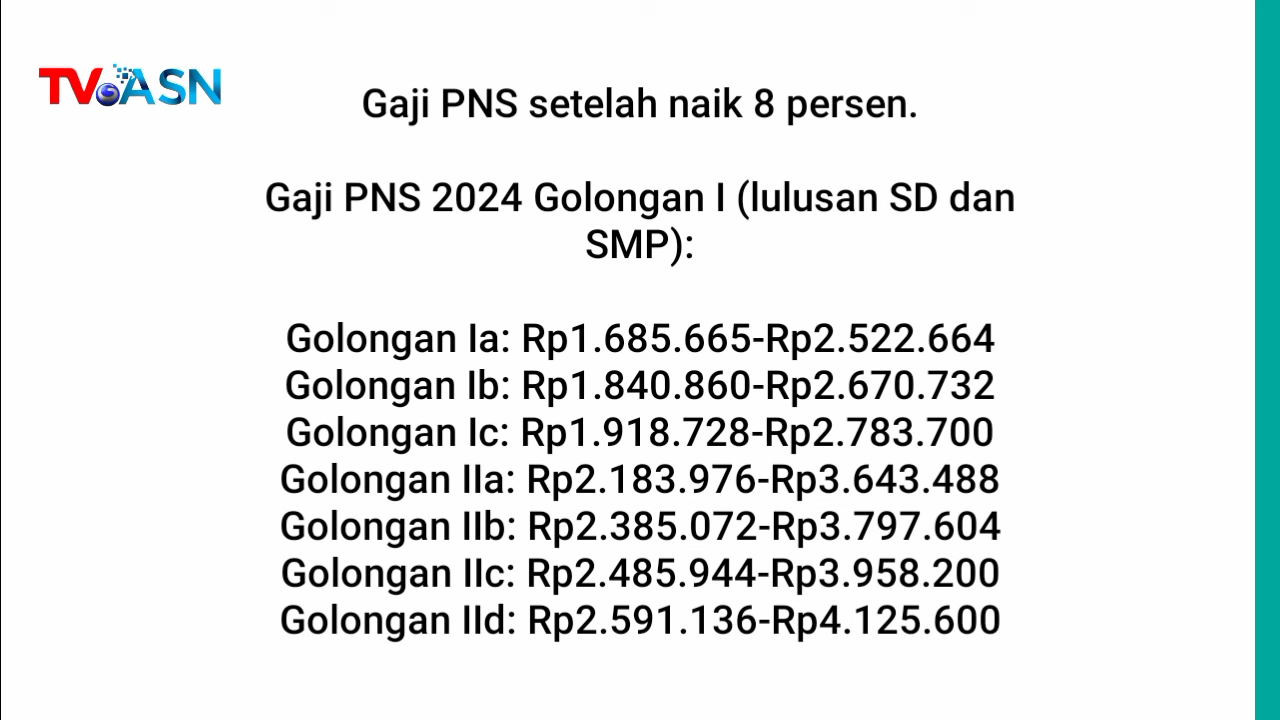 TV ASN
Gaji PNS setelah naik 8 persen.
Gaji PNS 2024 Golongan I (lulusan SD dan
SMP):
Golongan Ia: Rp1.685.665-Rp2.522.664
Golongan Ib: Rp1.840.860-Rp2.670.732
Golongan Ic: Rp1.918.728-Rp2.783.700
Golongan IIa: Rp2.183.976-Rp3.643.488
Golongan IIb: Rp2.385.072-Rp3.797.604
Golongan IIc: Rp2.485.944-Rp3.958.200
Golongan IId: Rp2.591.136-Rp4.125.600